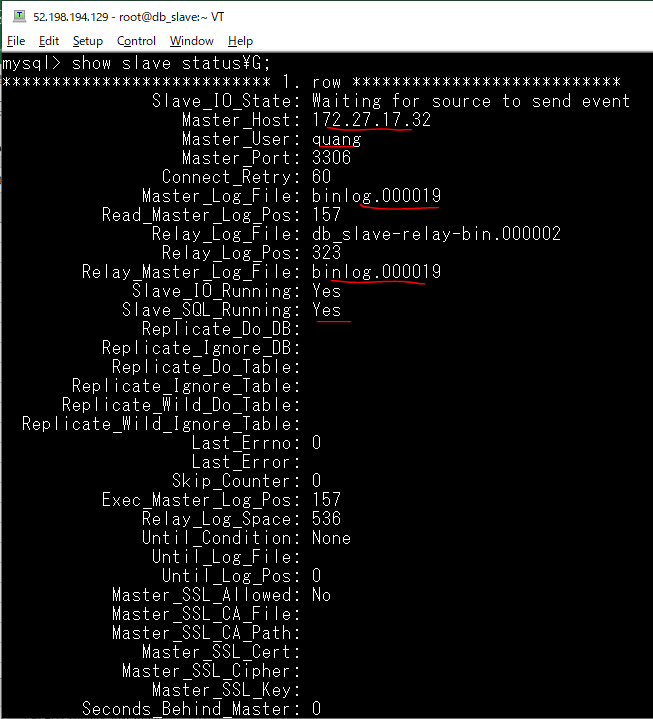 52.198.194.129 - root@db_slave:~ VT
File Edit Setup Control Window Help
mysql> show slave status¥G;
*************************** 1. row ***************************
Slave_IO_State: Waiting for source to send event
Master_Host: 172.27.17.32
Master_User: quang
Master_Port: 3306
Connect_Retry: 60
Master_Log_File: binlog.000019
Read_Master_Log_Pos: 157
Relay_Log_File: db_slave-relay-bin.000002
Relay_Log_Pos: 323
Relay_Master_Log_File: binlog.000019
Slave_IO_Running: Yes
Slave_SQL_Running: Yes
Replicate_Do_DB:
Replicate_Ignore_DB:
Replicate_Do_Table:
Replicate_Ignore_Table:
Replicate_Wild_Do_Table:
Replicate_Wild_Ignore_Table:
Last_Errno: 0
Last_Error:
Skip_Counter: 0
Exec_Master_Log_Pos: 157
Relay_Log_Space: 536
Until_Condition: None
Until_Log_File:
Until_Log_Pos: 0
Master_SSL_Allowed: No
Master_SSL_CA_File:
Master_SSL_CA_Path:
Master_SSL_Cert:
Master_SSL_Cipher:
Master_SSL_Key:
Seconds_Behind_Master: 0